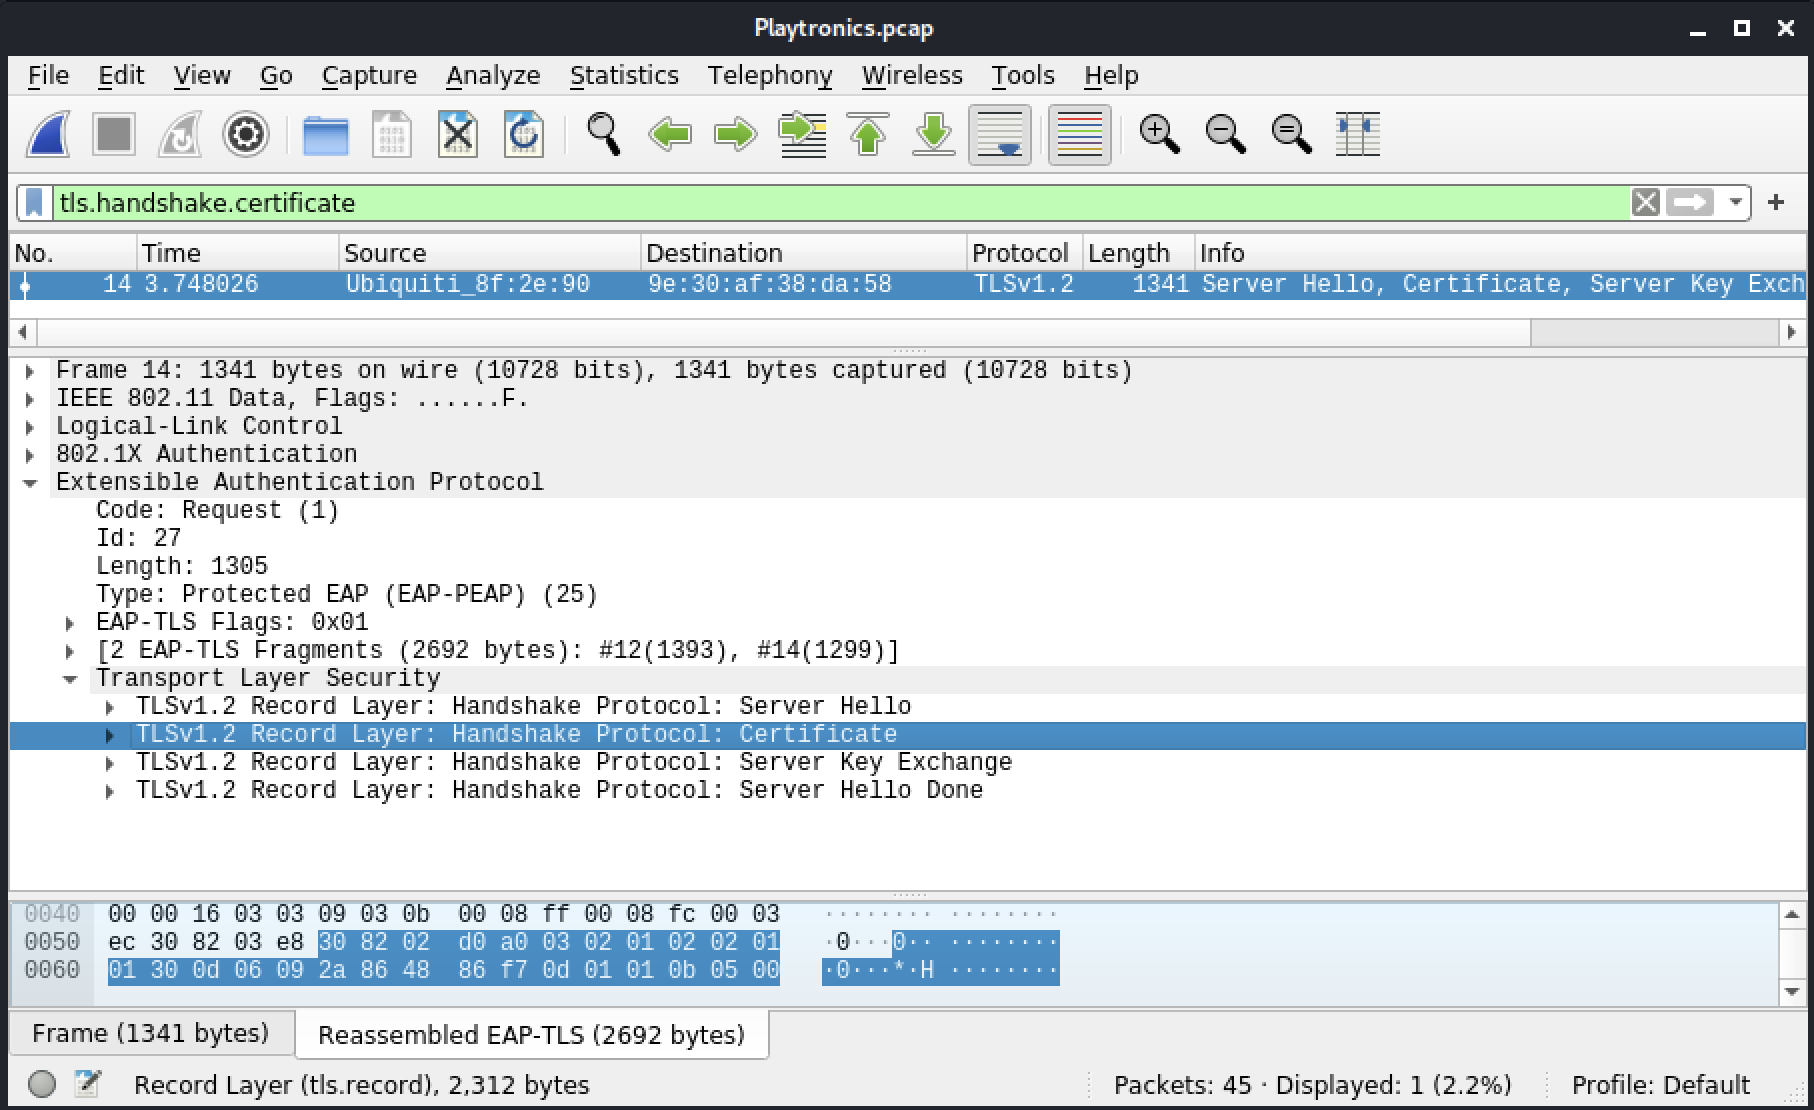 Playtronics.pcap
File Edit View Go Capture Analyze Statistics Telephony Wireless Tools Help
tls.handshake.certificate
No. Time Source Destination Protocol Length Info
14 3.748026 Ubiquiti_8f:2e:90 9e:30:af:38:da:58 TLSv1.2 1341 Server Hello, Certificate, Server Key Exch
Frame 14: 1341 bytes on wire (10728 bits), 1341 bytes captured (10728 bits)
IEEE 802.11 Data, Flags: ......F.
Logical-Link Control
802.1X Authentication
Extensible Authentication Protocol
Code: Request (1)
Id: 27
Length: 1305
Type: Protected EAP (EAP-PEAP) (25)
EAP-TLS Flags: 0x01
[2 EAP-TLS Fragments (2692 bytes): #12(1393), #14(1299)]
Transport Layer Security
TLSv1.2 Record Layer: Handshake Protocol: Server Hello
TLSv1.2 Record Layer: Handshake Protocol: Certificate
TLSv1.2 Record Layer: Handshake Protocol: Server Key Exchange
TLSv1.2 Record Layer: Handshake Protocol: Server Hello Done
0040 00 00 16 03 03 09 03 0b 00 08 ff 00 08 fc 00 03 ········ ········
0050 ec 30 82 03 e8 30 82 02 d0 a0 03 02 01 02 02 01 ·0···0·· ········
0060 01 30 0d 06 09 2a 86 48 86 f7 0d 01 01 0b 05 00 ·0···*·H ········
Frame (1341 bytes) Reassembled EAP-TLS (2692 bytes)
Record Layer (tls.record), 2,312 bytes Packets: 45 · Displayed: 1 (2.2%) Profile: Default